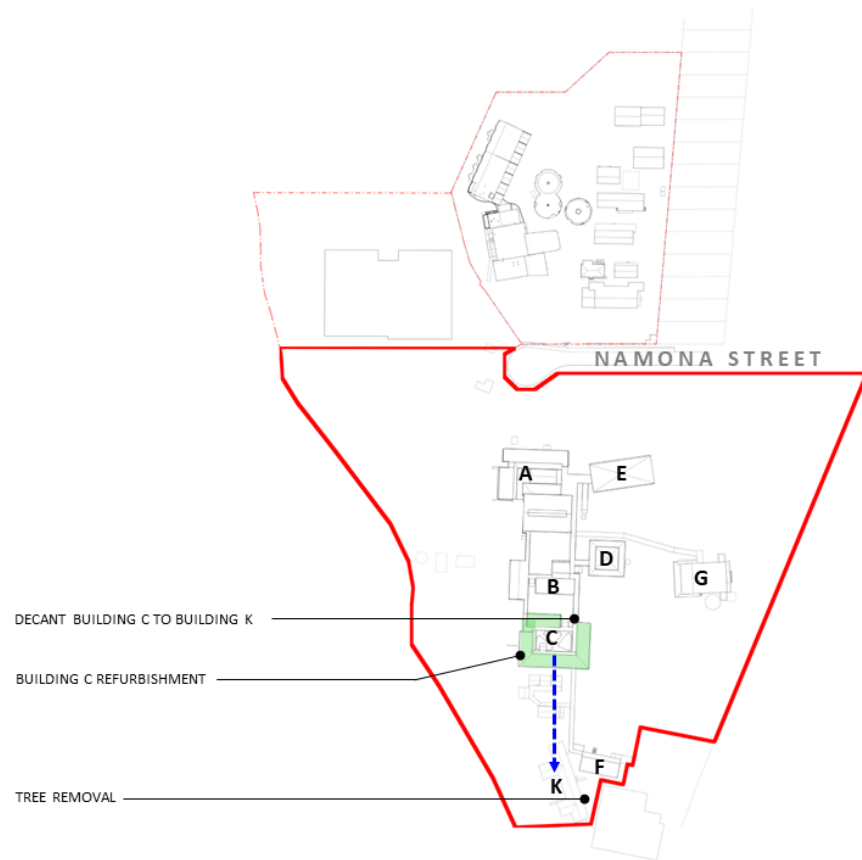 NAMONA STREET
A
E
D
G
B
DECANT BUILDING C TO BUILDING K
C
BUILDING C REFURBISHMENT
F
K
TREE REMOVAL